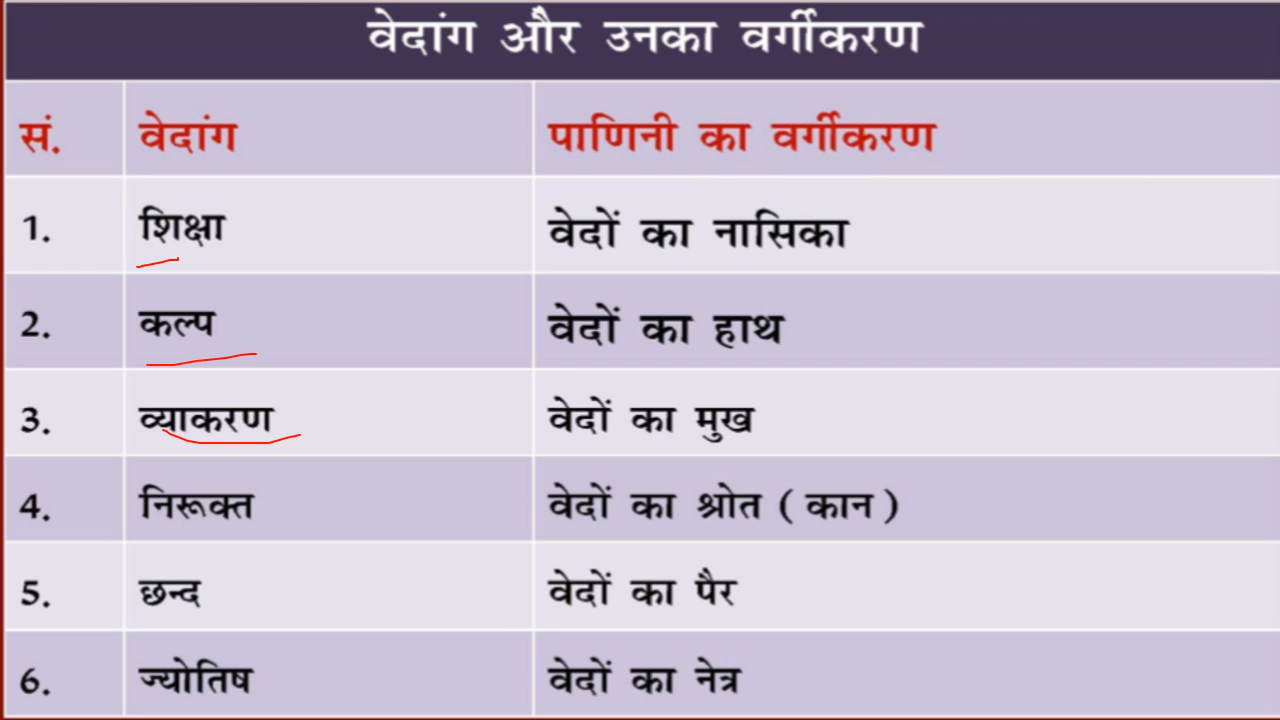 वेदांग और उनका वर्गीकरण
सं. वेदांग पाणिनी का वर्गीकरण
1. शिक्षा वेदों का नासिका
2. कल्प वेदों का हाथ
3. व्याकरण वेदों का मुख
4. निरूक्त वेदों का श्रोत ( कान )
5. छन्द वेदों का पैर
6. ज्योतिष वेदों का नेत्र